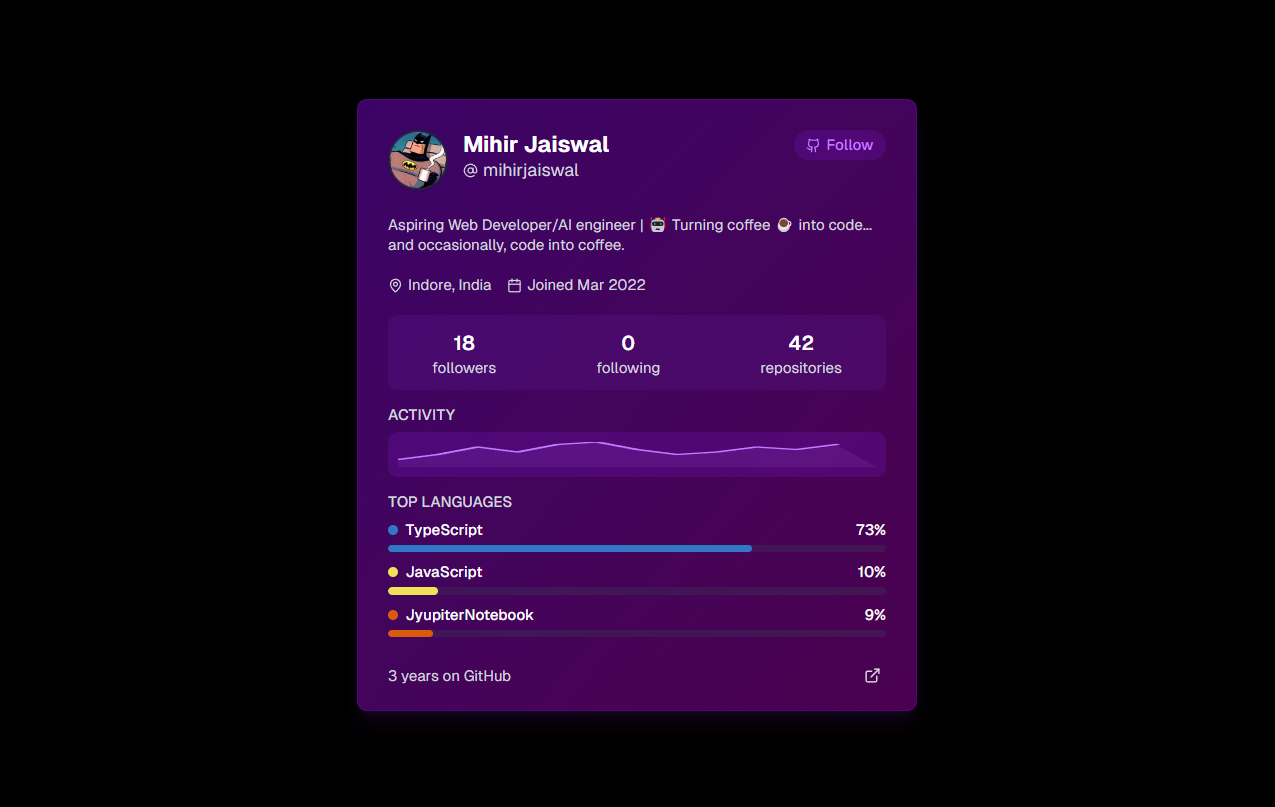 Mihir Jaiswal
Follow
@ mihirjaiswal
Aspiring Web Developer/AI engineer | 🤖 Turning coffee ☕ into code...
and occasionally, code into coffee.
Indore, India Joined Mar 2022
18 0 42
followers following repositories
ACTIVITY
TOP LANGUAGES
TypeScript 73%
JavaScript 10%
JyupiterNotebook 9%
3 years on GitHub